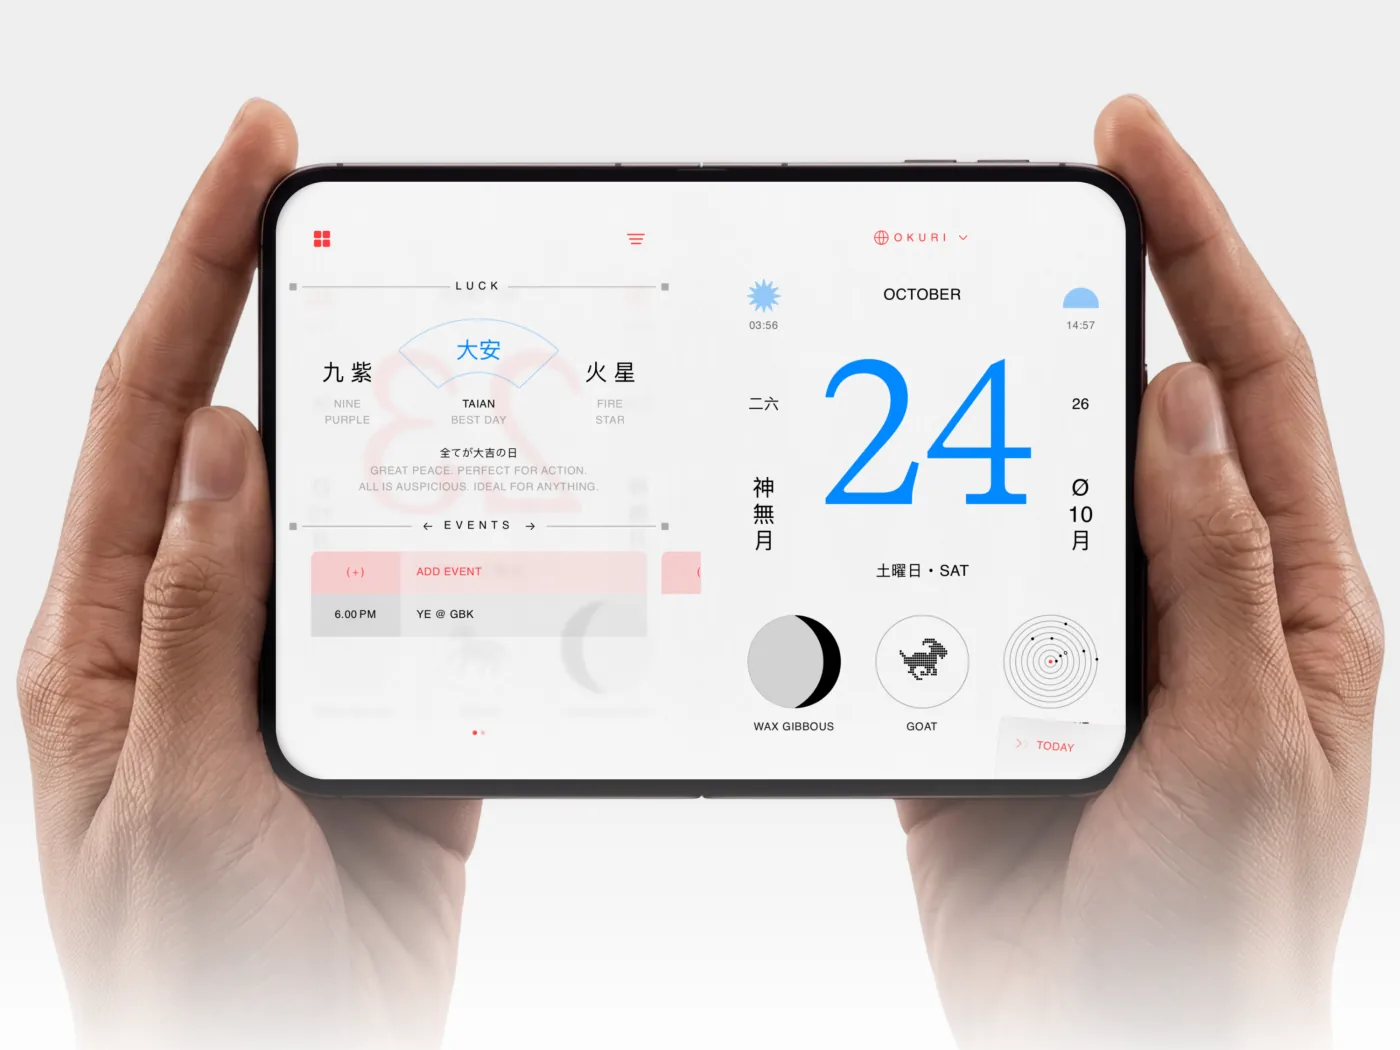 LUCK
大安
九紫
火星
NINE
PURPLE
TAIAN
BEST DAY
FIRE
STAR
全てが大吉の日
GREAT PEACE. PERFECT FOR ACTION.
ALL IS AUSPICIOUS. IDEAL FOR ANYTHING.
← EVENTS →
(+)
ADD EVENT
(
6.00 PM
YE @ GBK
OKURI
OCTOBER
03:56
14:57
24
二六
26
神無月
Ø
10
月
土曜日・SAT
WAX GIBBOUS
GOAT
TODAY